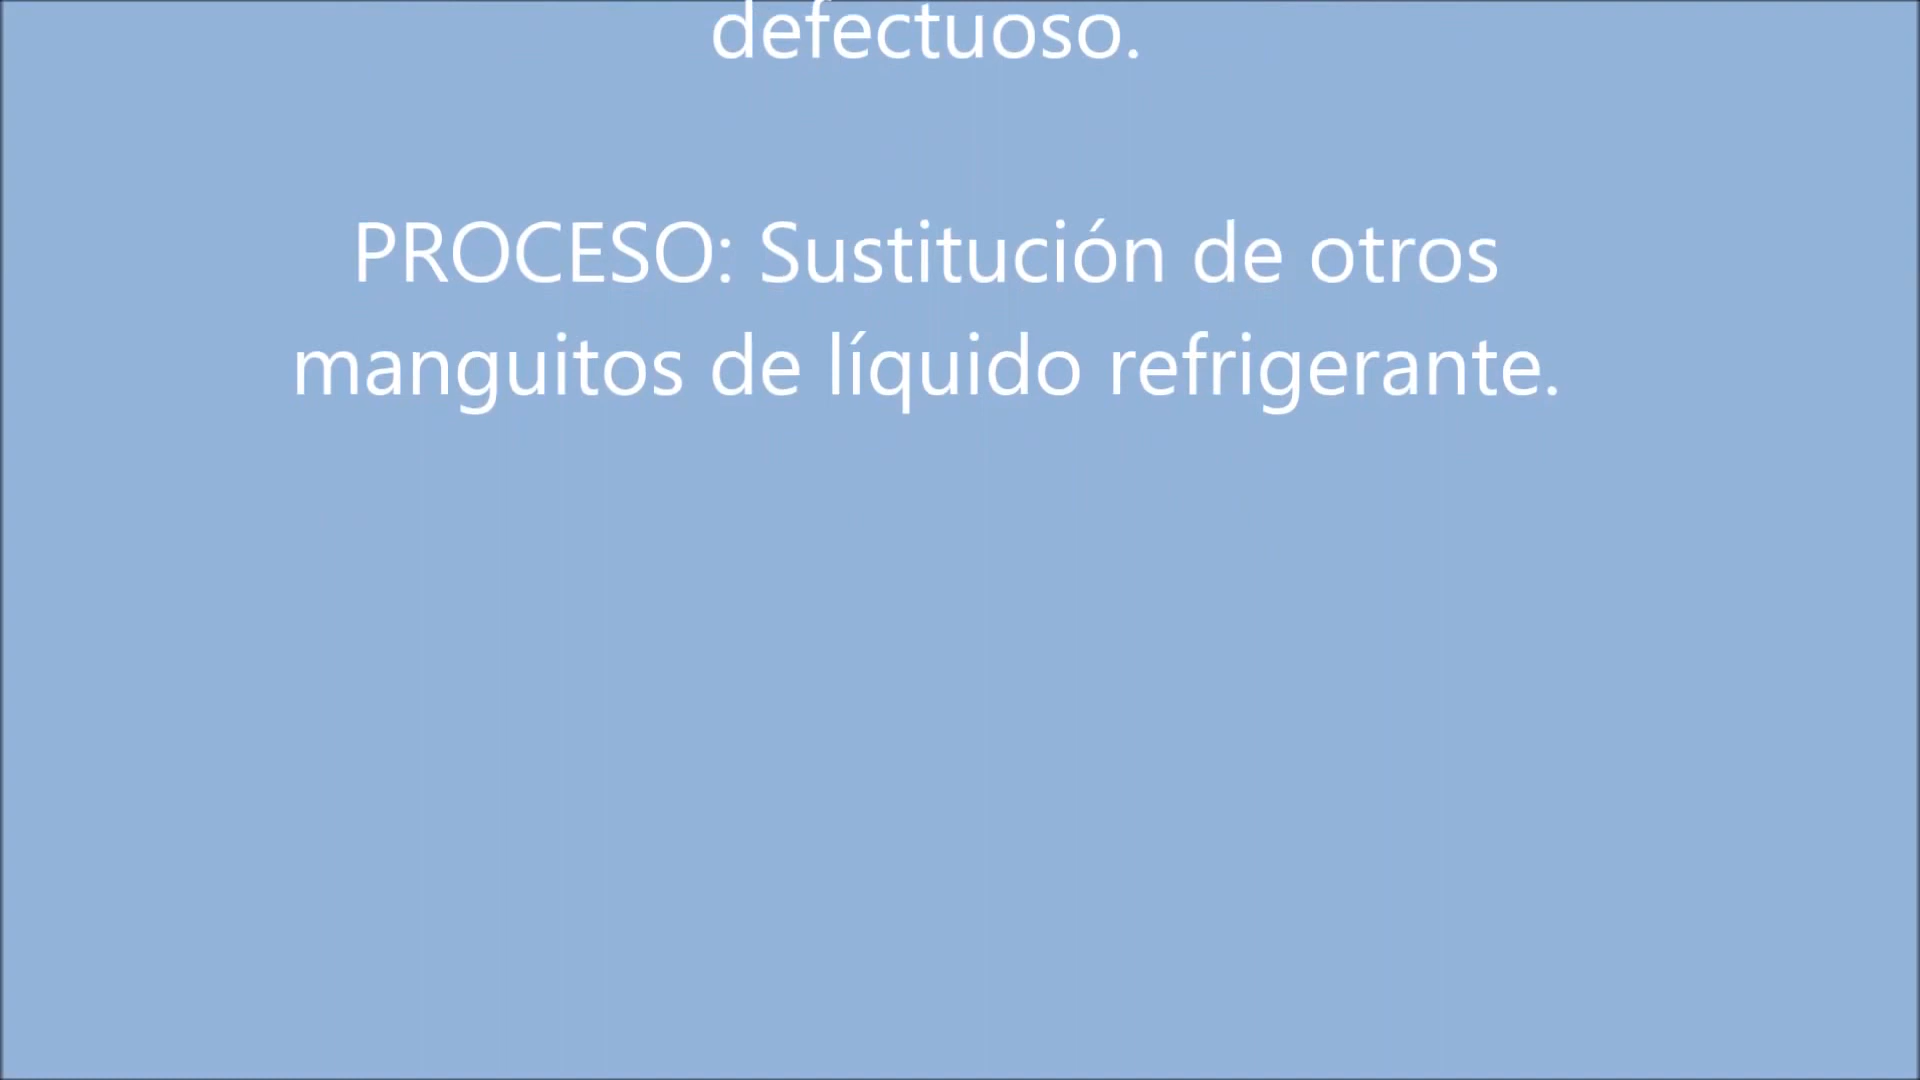 defectuoso.
PROCESO: Sustitución de otros
manguitos de líquido refrigerante.